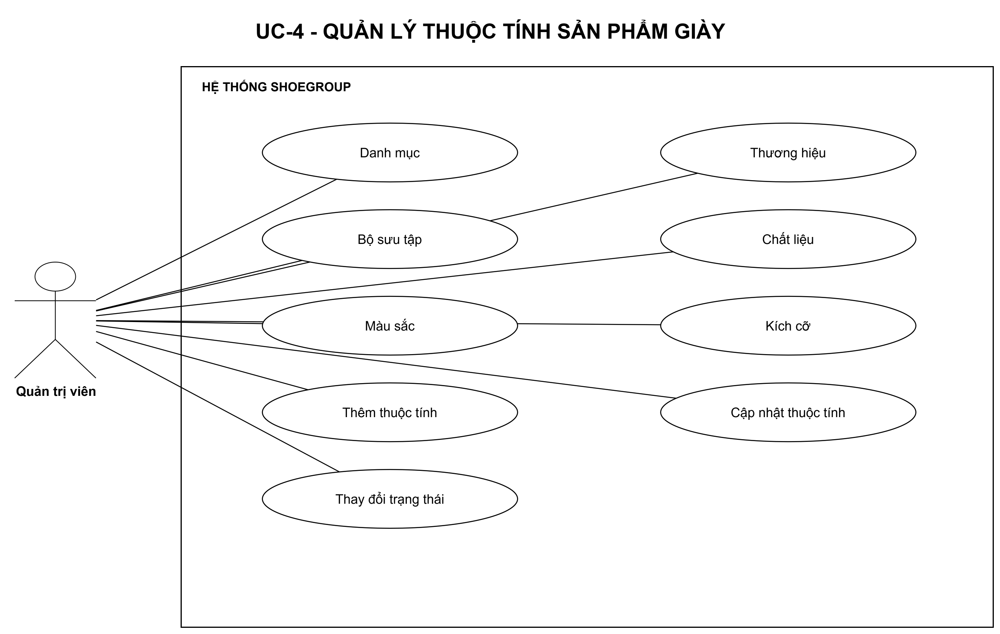 UC-4 - QUẢN LÝ THUỘC TÍNH SẢN PHẨM GIÀY
HỆ THỐNG SHOEGROUP
Danh mục
Thương hiệu
Bộ sưu tập
Chất liệu
Màu sắc
Kích cỡ
Quản trị viên
Thêm thuộc tính
Cập nhật thuộc tính
Thay đổi trạng thái